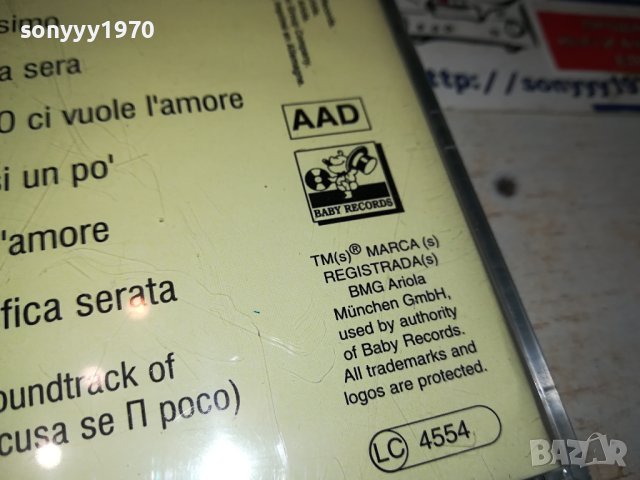 sonyyy1970
simo
a sera
O ci vuole l'amore
si un po'
'amore
fica serata
oundtrack of
cusa se П poco)
AAD
BABY RECORDS
TM(s)® MARCA (s)
REGISTRADA(s)
BMG Ariola
München GmbH,
used by authority
of Baby Records.
All trademarks and
logos are protected.
LC 4554
http://sonyyy197
BAZAR